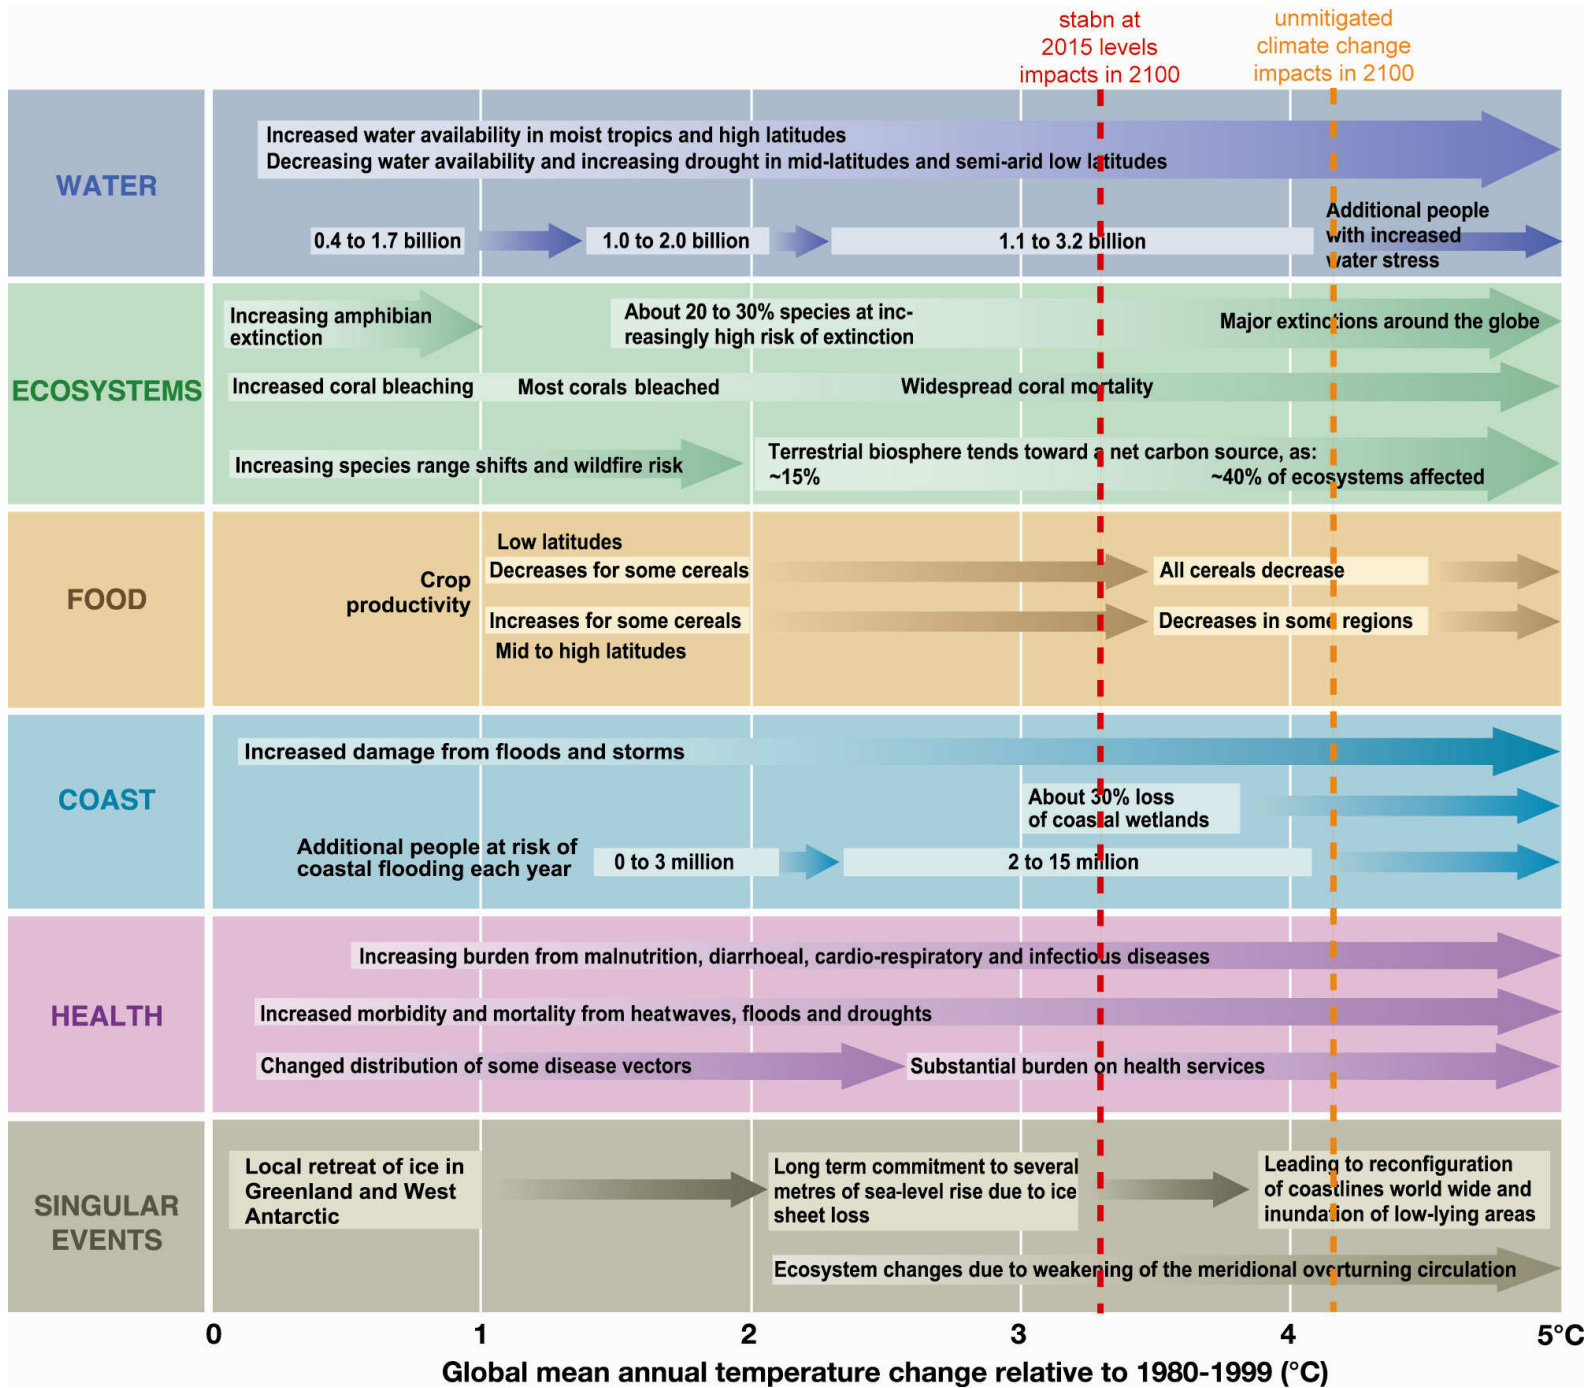 stabn at
2015 levels
impacts in 2100
unmitigated
climate change
impacts in 2100
WATER
Increased water availability in moist tropics and high latitudes
Decreasing water availability and increasing drought in mid-latitudes and semi-arid low latitudes
0.4 to 1.7 billion
1.0 to 2.0 billion
1.1 to 3.2 billion
Additional people
with increased
water stress
ECOSYSTEMS
Increasing amphibian
extinction
About 20 to 30% species at inc-
reasingly high risk of extinction
Major extinctions around the globe
Increased coral bleaching
Most corals bleached
Widespread coral mortality
Increasing species range shifts and wildfire risk
Terrestrial biosphere tends toward a net carbon source, as:
~15%
~40% of ecosystems affected
FOOD
Crop
productivity
Low latitudes
Decreases for some cereals
All cereals decrease
Increases for some cereals
Decreases in some regions
Mid to high latitudes
COAST
Increased damage from floods and storms
About 30% loss
of coastal wetlands
Additional people at risk of
coastal flooding each year
0 to 3 million
2 to 15 million
HEALTH
Increasing burden from malnutrition, diarrhoeal, cardio-respiratory and infectious diseases
Increased morbidity and mortality from heatwaves, floods and droughts
Changed distribution of some disease vectors
Substantial burden on health services
SINGULAR
EVENTS
Local retreat of ice in
Greenland and West
Antarctic
Long term commitment to several
metres of sea-level rise due to ice
sheet loss
Leading to reconfiguration
of coastlines world wide and
inundation of low-lying areas
Ecosystem changes due to weakening of the meridional overturning circulation
0 1 2 3 4 5°C
Global mean annual temperature change relative to 1980-1999 (°C)